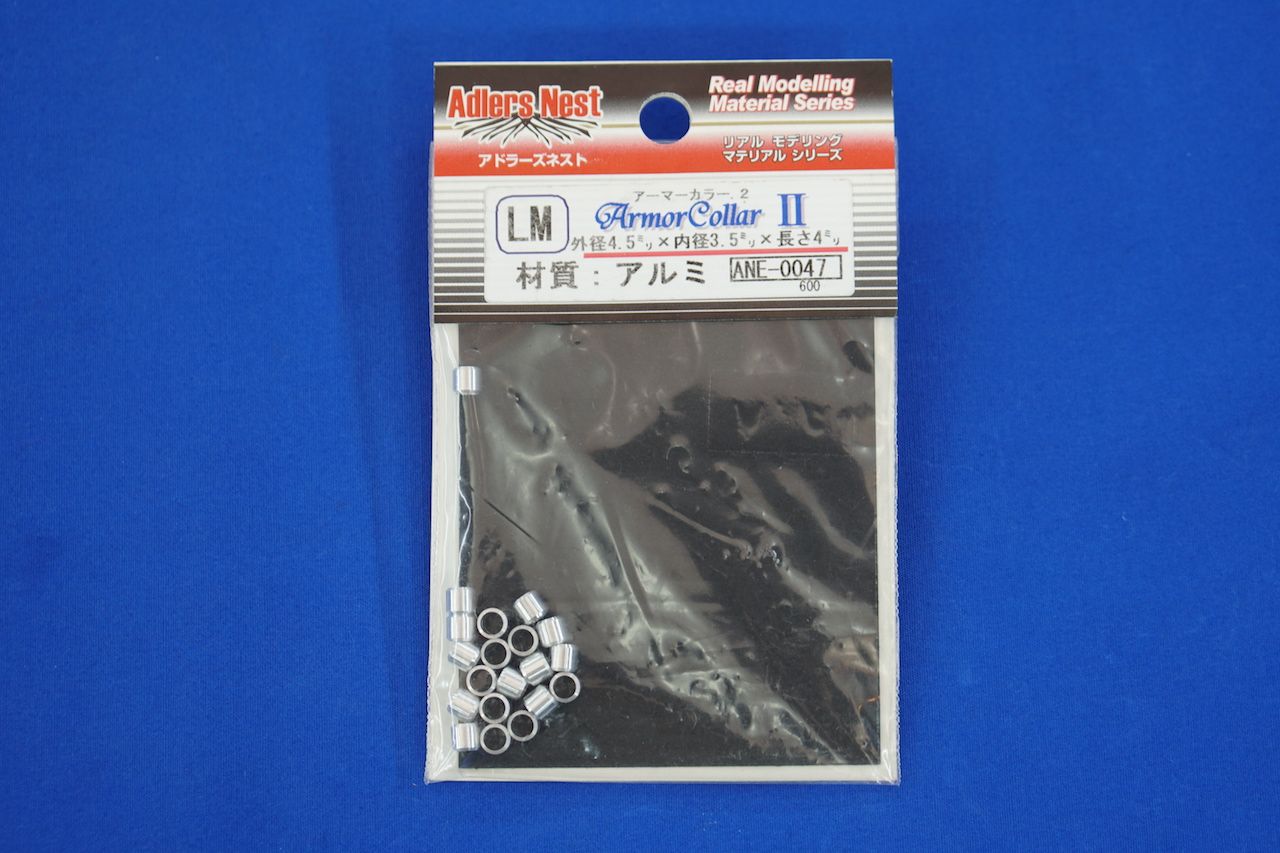 Adlers Nest
アドラーズネスト
Real Modelling
Material Series
リアル モデリング
マテリアル シリーズ
LM
アーマーカラー.2
ArmorCollar II
外径4.5㍉×内径3.5㍉×長さ4㍉
材質：アルミ
ANE-0047
600